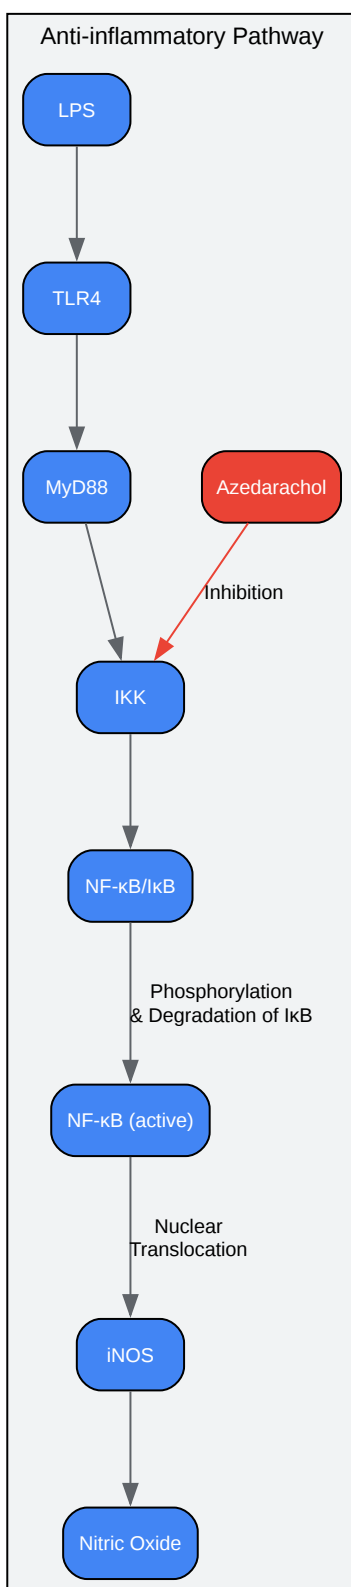 Anti-inflammatory Pathway
LPS
TLR4
MyD88
Azedarachol
Inhibition
IKK
NF-κB/IκB
Phosphorylation
& Degradation of IκB
NF-κB (active)
Nuclear
Translocation
iNOS
Nitric Oxide